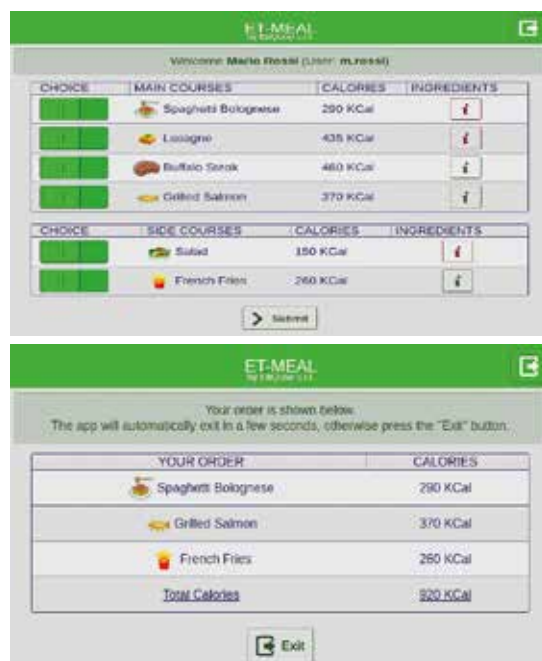 ET-MEAL
Welcome Mario Rossi (User: m.rossi)
CHOICE MAIN COURSES CALORIES INGREDIENTS
Spaghetti Bolognese 290 KCal i
Lasagne 435 KCal i
Buffalo Steak 460 KCal i
Grilled Salmon 370 KCal i
CHOICE SIDE COURSES CALORIES INGREDIENTS
Salad 150 KCal i
French Fries 260 KCal i
Submit
ET-MEAL
Your order is shown below.
The app will automatically exit in a few seconds, otherwise press the "Exit" button.
YOUR ORDER CALORIES
Spaghetti Bolognese 290 KCal
Grilled Salmon 370 KCal
French Fries 260 KCal
Total Calories 920 KCal
Exit